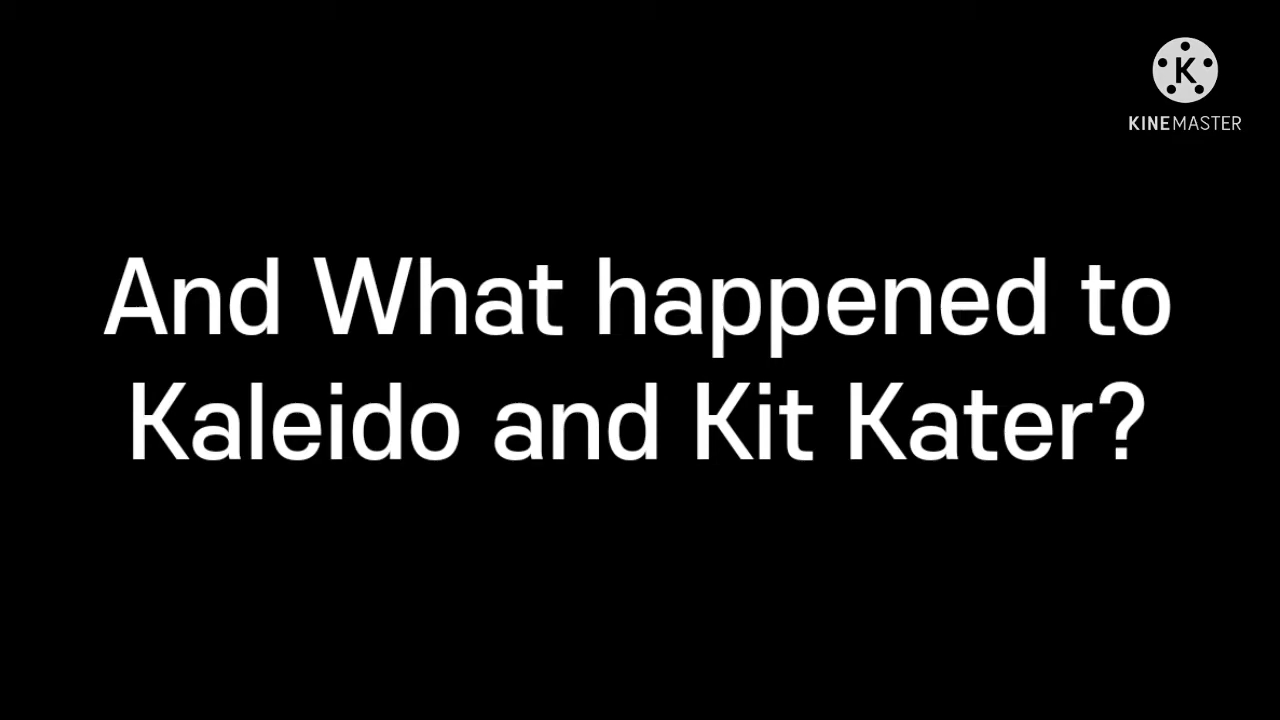 K
KINEMASTER
And What happened to
Kaleido and Kit Kater?